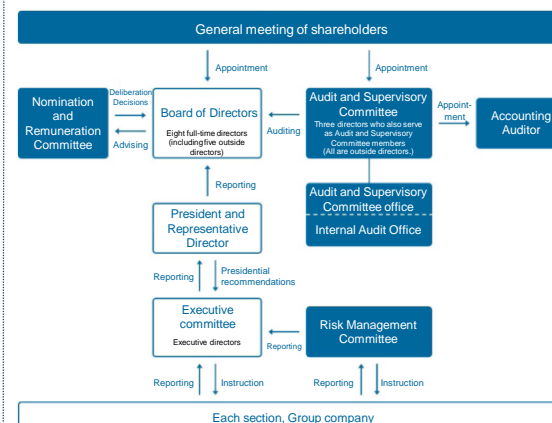 General meeting of shareholders
Appointment
Appointment
Nomination
and
Remuneration
Committee
Deliberation
Decisions
Advising
Board of Directors
Eight full-time directors
(including five outside
directors)
Auditing
Audit and Supervisory
Committee
Three directors who also serve
as Audit and Supervisory
Committee members
(All are outside directors.)
Appoint-
ment
Accounting
Auditor
Reporting
Audit and Supervisory
Committee office
Internal Audit Office
President and
Representative
Director
Reporting
Presidential
recommendations
Executive
committee
Executive directors
Reporting
Risk Management
Committee
Reporting
Instruction
Reporting
Instruction
Each section, Group company